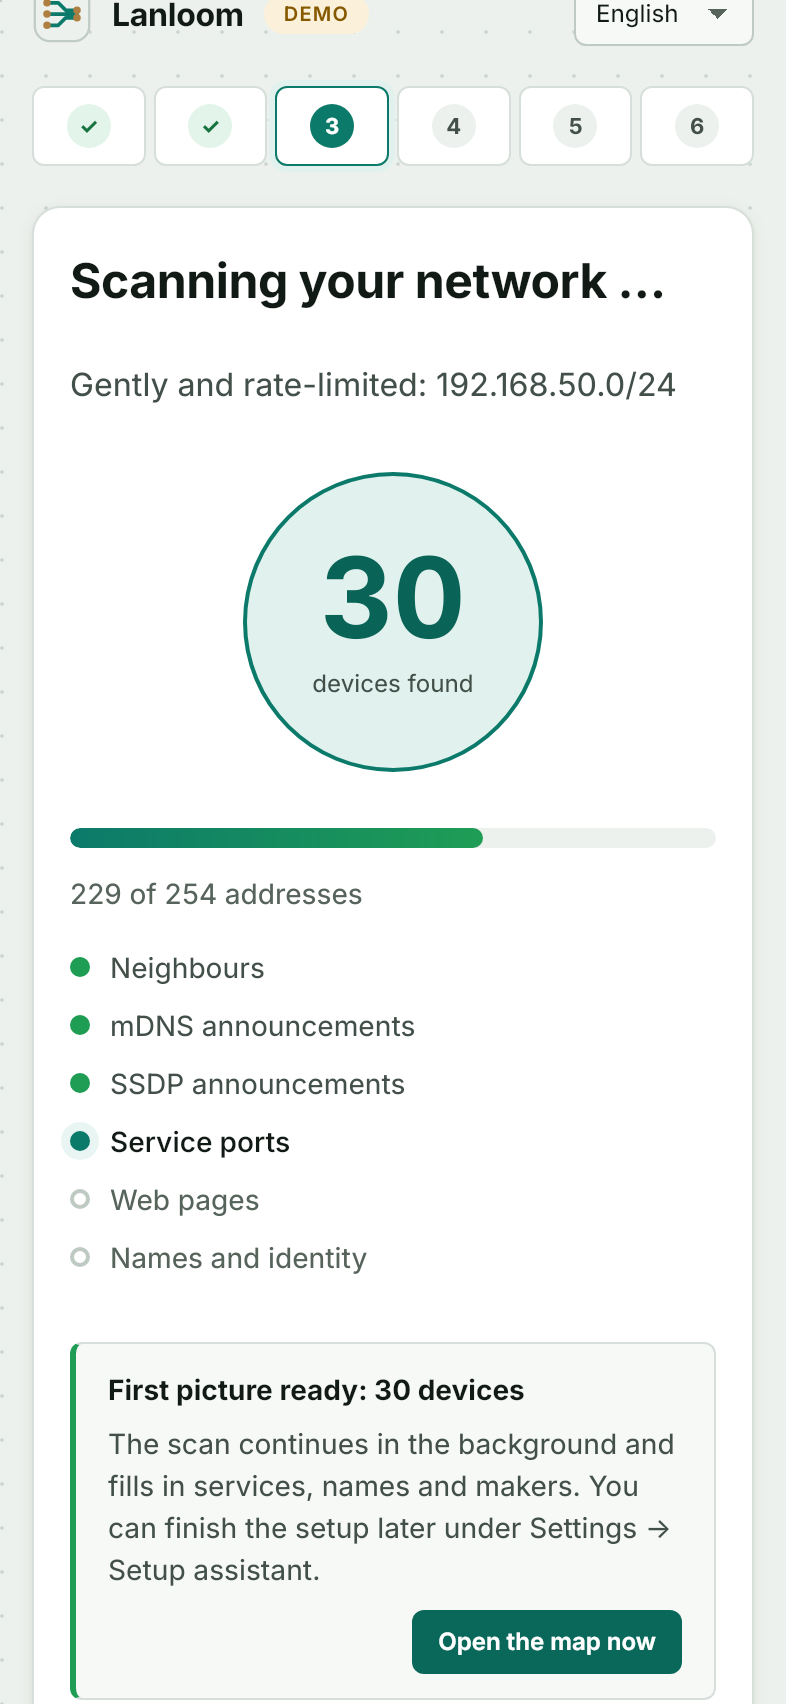 Lanloom DEMO English
3 4 5 6
Scanning your network …
Gently and rate-limited: 192.168.50.0/24
30
devices found
229 of 254 addresses
Neighbours
mDNS announcements
SSDP announcements
Service ports
Web pages
Names and identity
First picture ready: 30 devices
The scan continues in the background and
fills in services, names and makers. You
can finish the setup later under Settings →
Setup assistant.
Open the map now